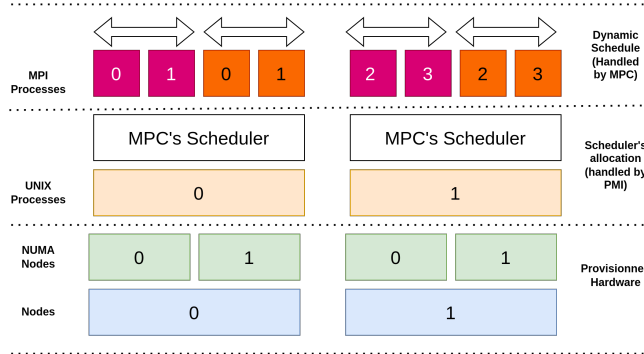 Dynamic
Schedule
(Handled
by MPC)
MPI
Processes
0 1 0 1 2 3 2 3
MPC's Scheduler MPC's Scheduler
Scheduler's
allocation
(handled by
PMI)
UNIX
Processes
0 1
NUMA
Nodes
0 1 0 1
Provisionne
Hardware
Nodes
0 1